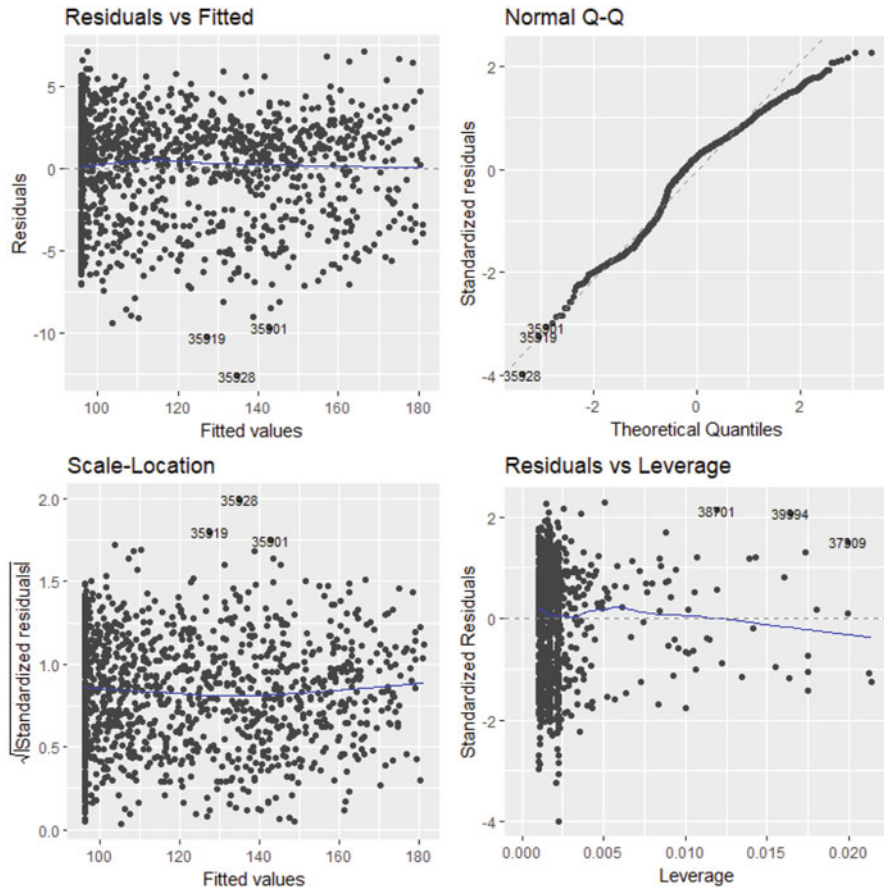 Residuals vs Fitted
Residuals
5
0
-5
-10
35919
35901
35928
100 120 140 160 180
Fitted values
Normal Q-Q
Standardized residuals
2
0
-2
-4
35901
35919
35928
-2 0 2
Theoretical Quantiles
Scale-Location
√|Standardized residuals|
2.0
1.5
1.0
0.5
0.0
35928
35919
35901
100 120 140 160 180
Fitted values
Residuals vs Leverage
Standardized Residuals
2
0
-2
-4
38701
39994
37909
0.000 0.005 0.010 0.015 0.020
Leverage